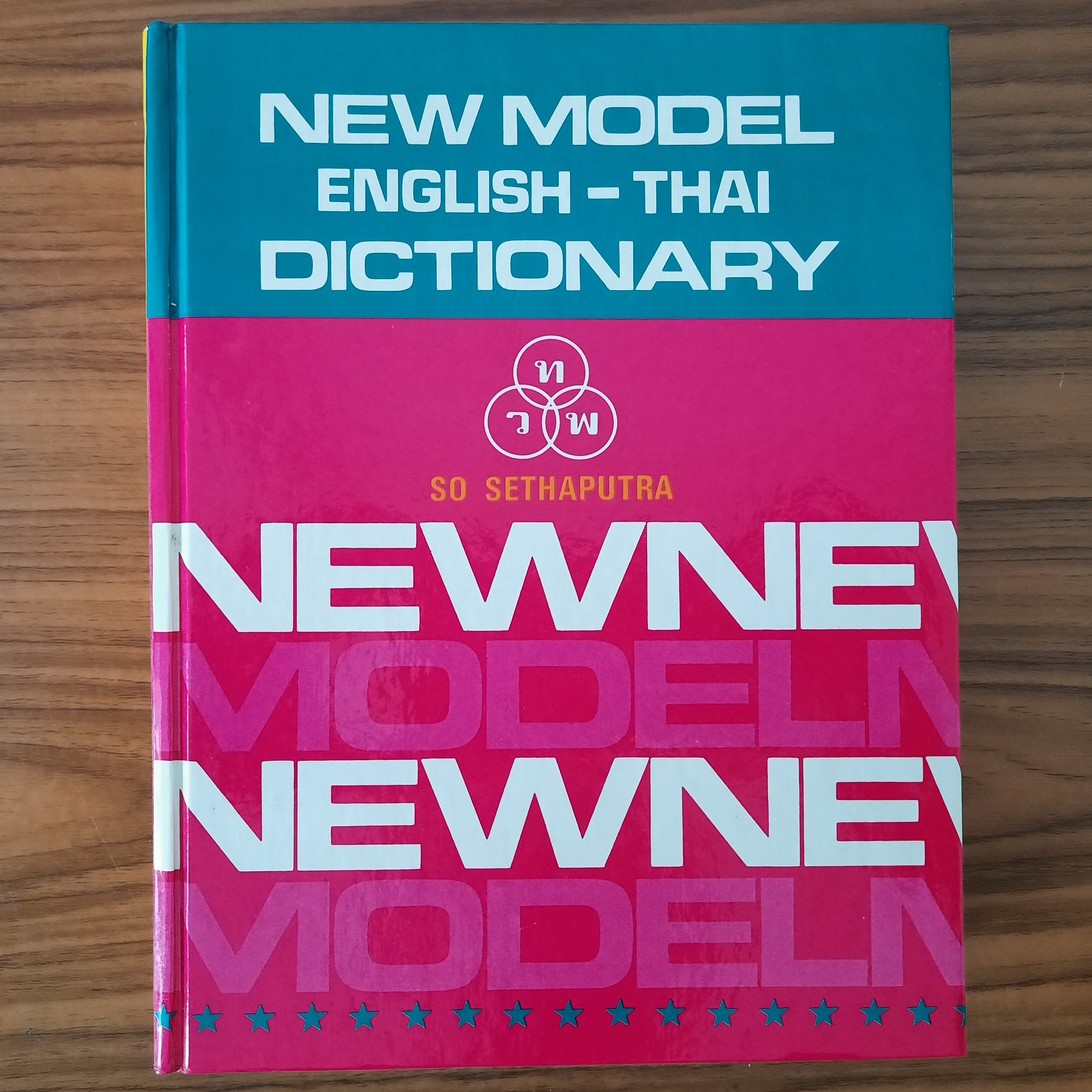 NEW MODEL
ENGLISH – THAI
DICTIONARY
ท
ว พ
SO SETHAPUTRA
NEWNEW
MODELM
NEWNEW
MODELM